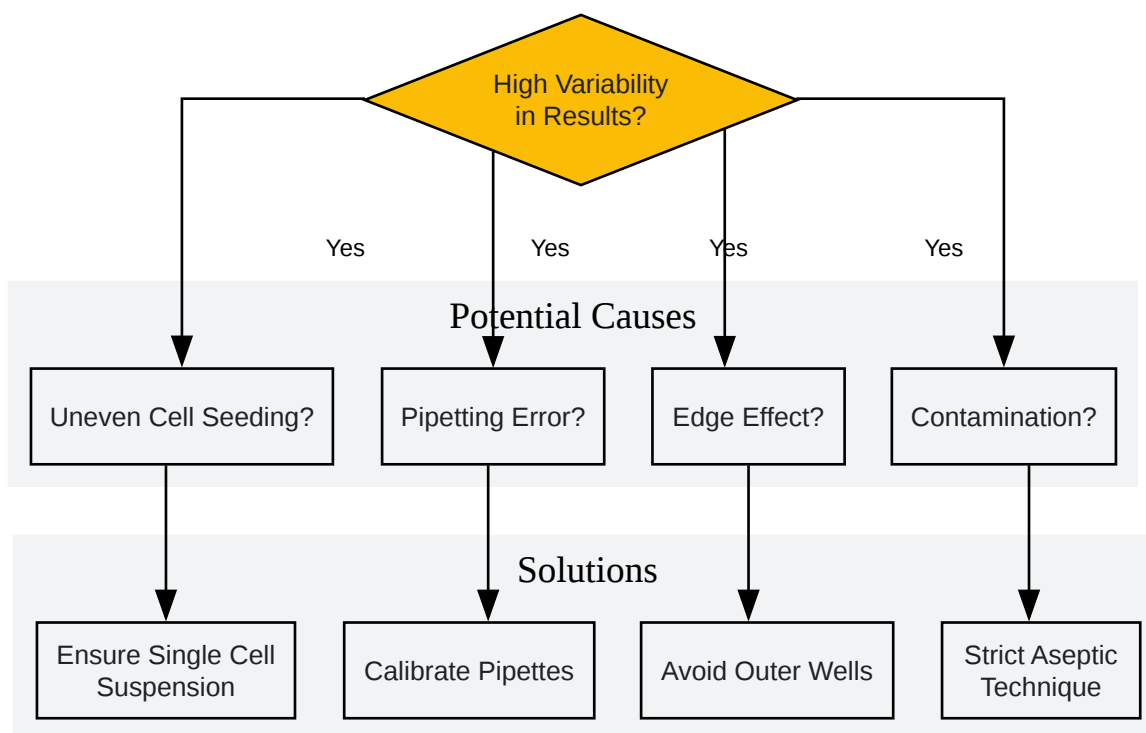 High Variability
in Results?
Yes
Yes
Yes
Yes
Potential Causes
Uneven Cell Seeding?
Pipetting Error?
Edge Effect?
Contamination?
Solutions
Ensure Single Cell
Suspension
Calibrate Pipettes
Avoid Outer Wells
Strict Aseptic
Technique